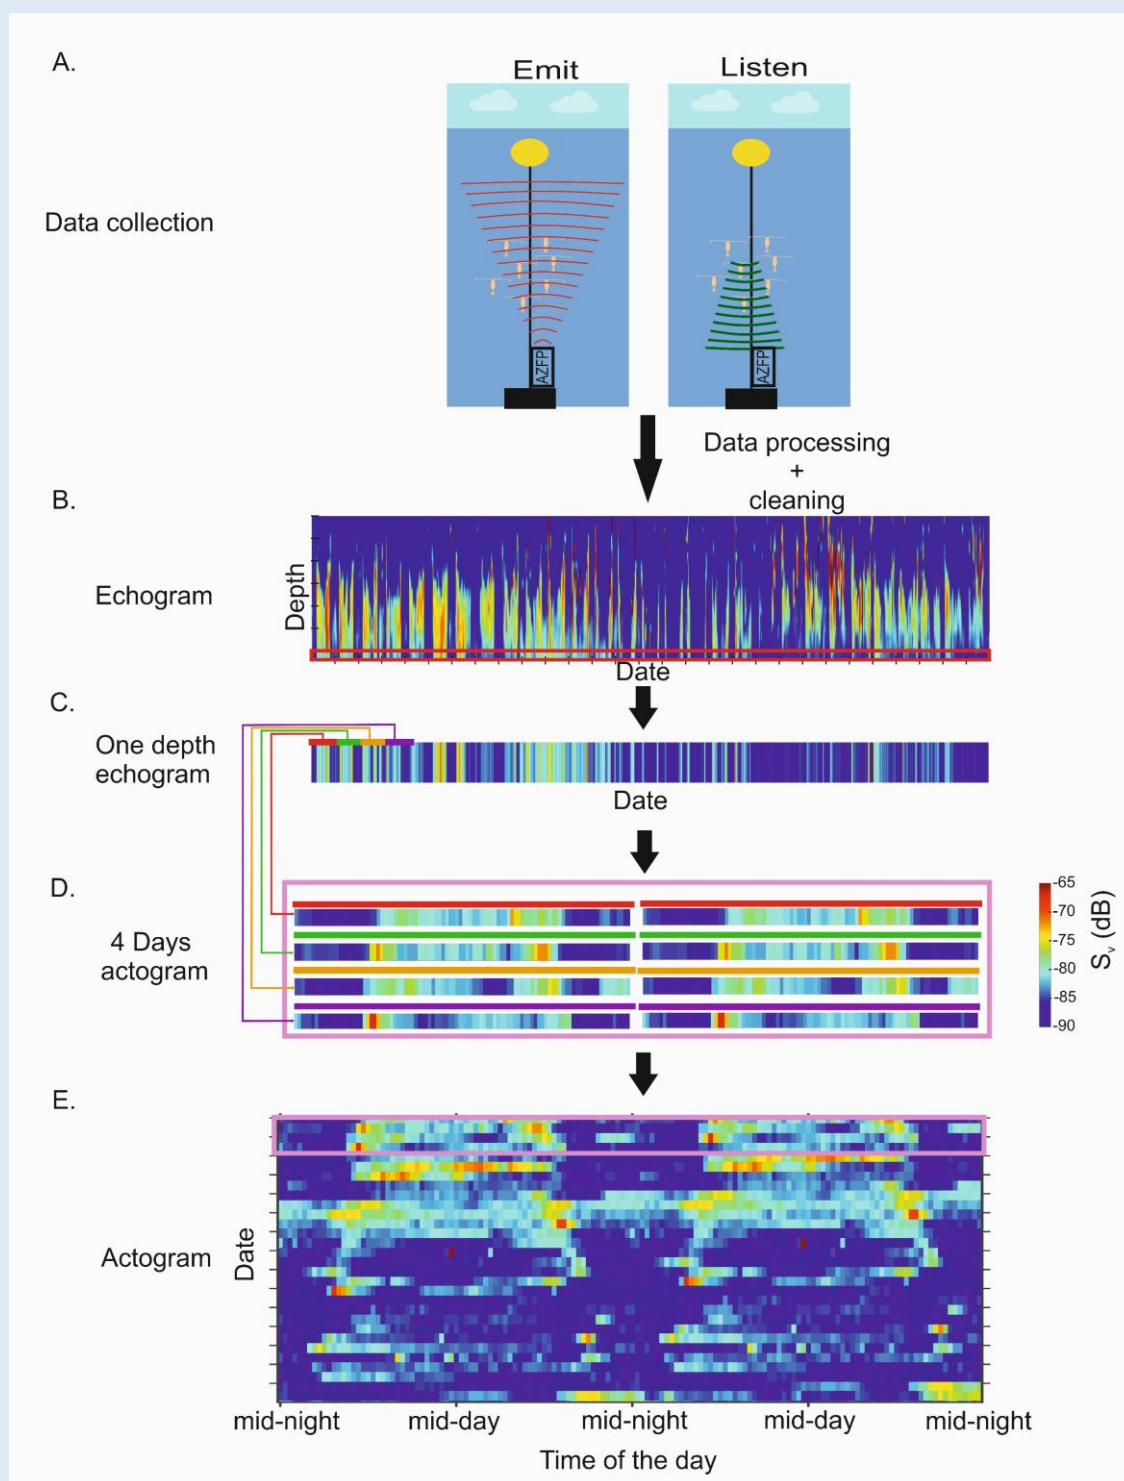 A.
Emit
Listen
Data collection
AZFP
AZFP
Data processing
+
cleaning
B.
Echogram
Depth
Date
C.
One depth
echogram
Date
D.
4 Days
actogram
-65
-70
-75
-80
-85
-90
Sv (dB)
E.
Actogram
Date
mid-night
mid-day
mid-night
mid-day
mid-night
Time of the day